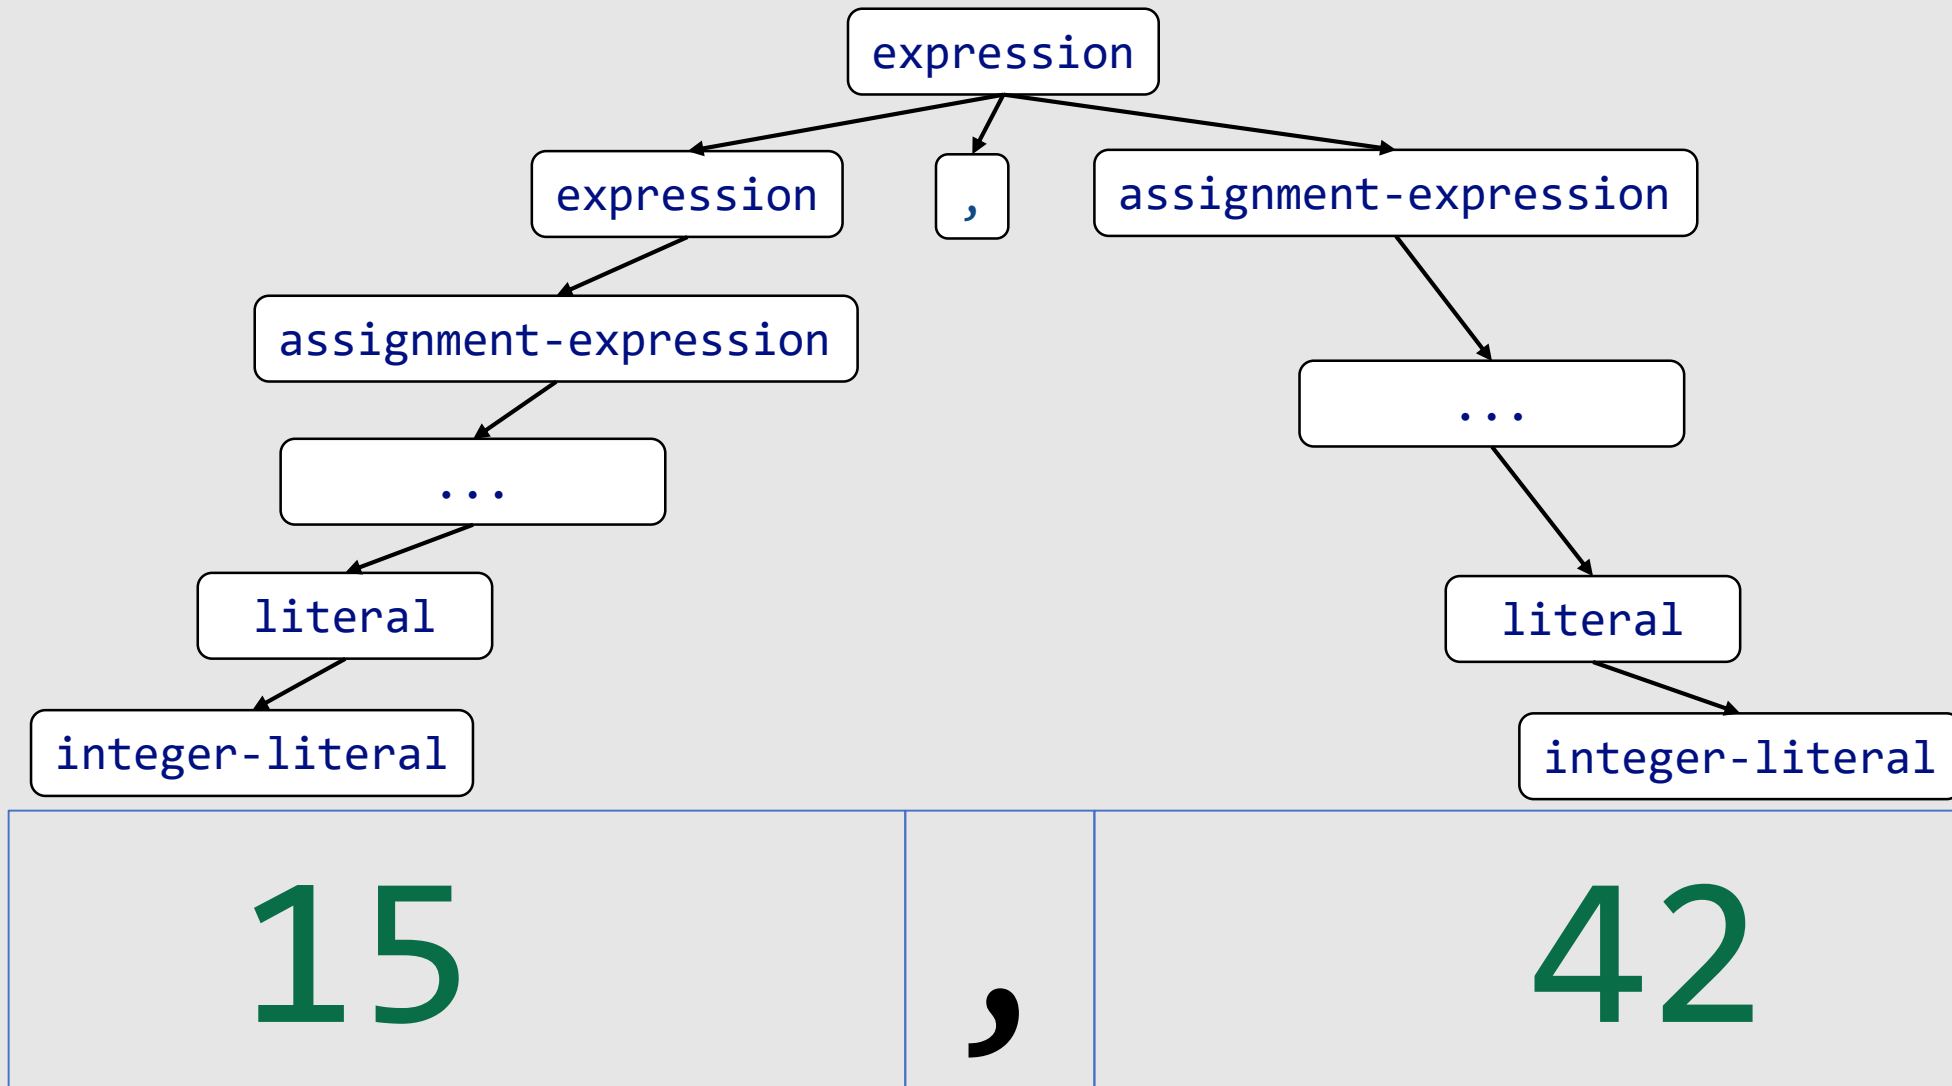 expression
expression
,
assignment-expression
assignment-expression
...
...
literal
literal
integer-literal
integer-literal
15 , 42